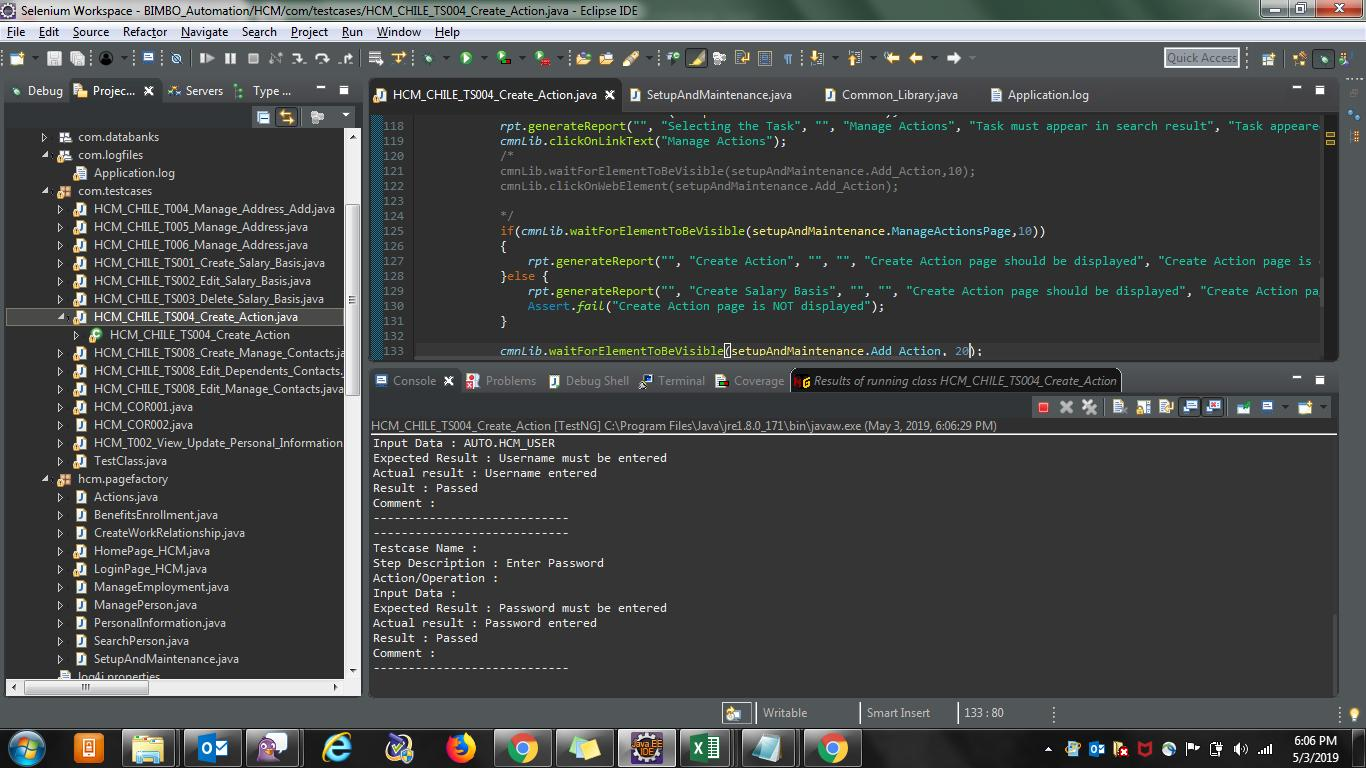 Selenium Workspace - BIMBO_Automation/HCM/com/testcases/HCM_CHILE_TS004_Create_Action.java - Eclipse IDE
File Edit Source Refactor Navigate Search Project Run Window Help
Quick Access
Debug Projec... Servers Type ...
com.databanks
com.logfiles
Application.log
com.testcases
HCM_CHILE_T004_Manage_Address_Add.java
HCM_CHILE_T005_Manage_Address.java
HCM_CHILE_T006_Manage_Address.java
HCM_CHILE_TS001_Create_Salary_Basis.java
HCM_CHILE_TS002_Edit_Salary_Basis.java
HCM_CHILE_TS003_Delete_Salary_Basis.java
HCM_CHILE_TS004_Create_Action.java
HCM_CHILE_TS004_Create_Action
HCM_CHILE_TS008_Create_Manage_Contacts.ja
HCM_CHILE_TS008_Edit_Dependents_Contacts.
HCM_CHILE_TS008_Edit_Manage_Contacts.java
HCM_COR001.java
HCM_COR002.java
HCM_T002_View_Update_Personal_Information
TestClass.java
hcm.pagefactory
Actions.java
BenefitsEnrollment.java
CreateWorkRelationship.java
HomePage_HCM.java
LoginPage_HCM.java
ManageEmployment.java
ManagePerson.java
PersonalInformation.java
SearchPerson.java
SetupAndMaintenance.java
log4j.properties
HCM_CHILE_TS004_Create_Action.java SetupAndMaintenance.java Common_Library.java Application.log
118 rpt.generateReport("", "Selecting the Task", "", "Manage Actions", "Task must appear in search result", "Task appeare
119 cmnLib.clickOnLinkText("Manage Actions");
120 /*
121 cmnLib.waitForElementToBeVisible(setupAndMaintenance.Add_Action,10);
122 cmnLib.clickOnWebElement(setupAndMaintenance.Add_Action);
123
124 */
125 if(cmnLib.waitForElementToBeVisible(setupAndMaintenance.ManageActionsPage,10))
126 {
127 rpt.generateReport("", "Create Action", "", "", "Create Action page should be displayed", "Create Action page is
128 }else {
129 rpt.generateReport("", "Create Salary Basis", "", "", "Create Action page should be displayed", "Create Action pa
130 Assert.fail("Create Action page is NOT displayed");
131 }
132
133 cmnLib.waitForElementToBeVisible(setupAndMaintenance.Add_Action, 20);
Console Problems Debug Shell Terminal Coverage Results of running class HCM_CHILE_TS004_Create_Action
HCM_CHILE_TS004_Create_Action [TestNG] C:\Program Files\Java\jre1.8.0_171\bin\javaw.exe (May 3, 2019, 6:06:29 PM)
Input Data : AUTO.HCM_USER
Expected Result : Username must be entered
Actual result : Username entered
Result : Passed
Comment :
----------------------------
----------------------------
Testcase Name :
Step Description : Enter Password
Action/Operation :
Input Data :
Expected Result : Password must be entered
Actual result : Password entered
Result : Passed
Comment :
----------------------------
Writable Smart Insert 133 : 80
Java EE
IDE
6:06 PM
5/3/2019